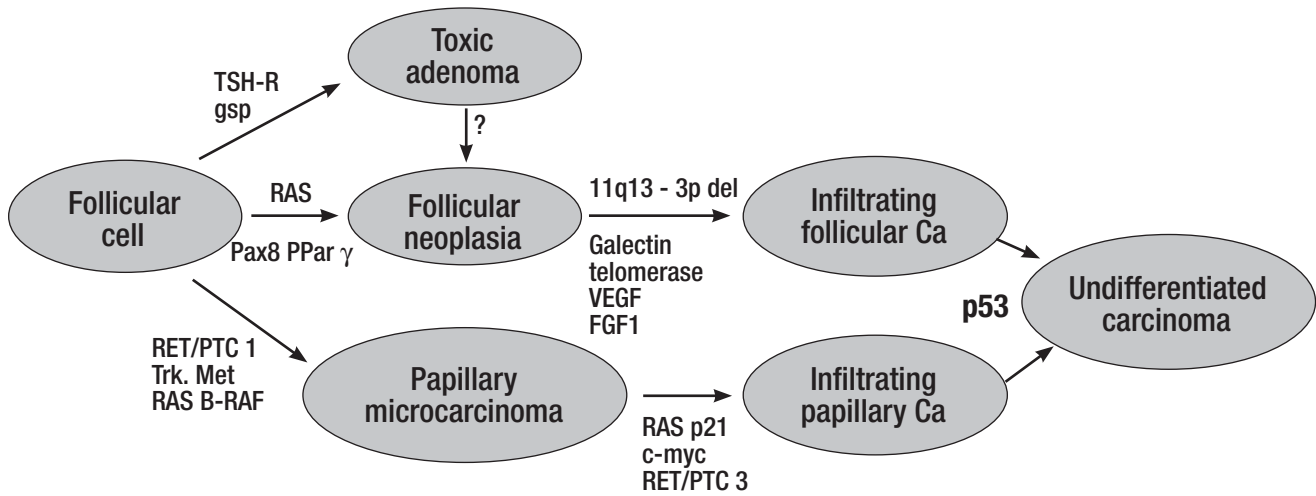 Toxic
adenoma
TSH-R
gsp
?
Follicular
cell
RAS
Pax8 PPar γ
Follicular
neoplasia
11q13 - 3p del
Galectin
telomerase
VEGF
FGF1
Infiltrating
follicular Ca
p53
Undifferentiated
carcinoma
RET/PTC 1
Trk. Met
RAS B-RAF
Papillary
microcarcinoma
RAS p21
c-myc
RET/PTC 3
Infiltrating
papillary Ca